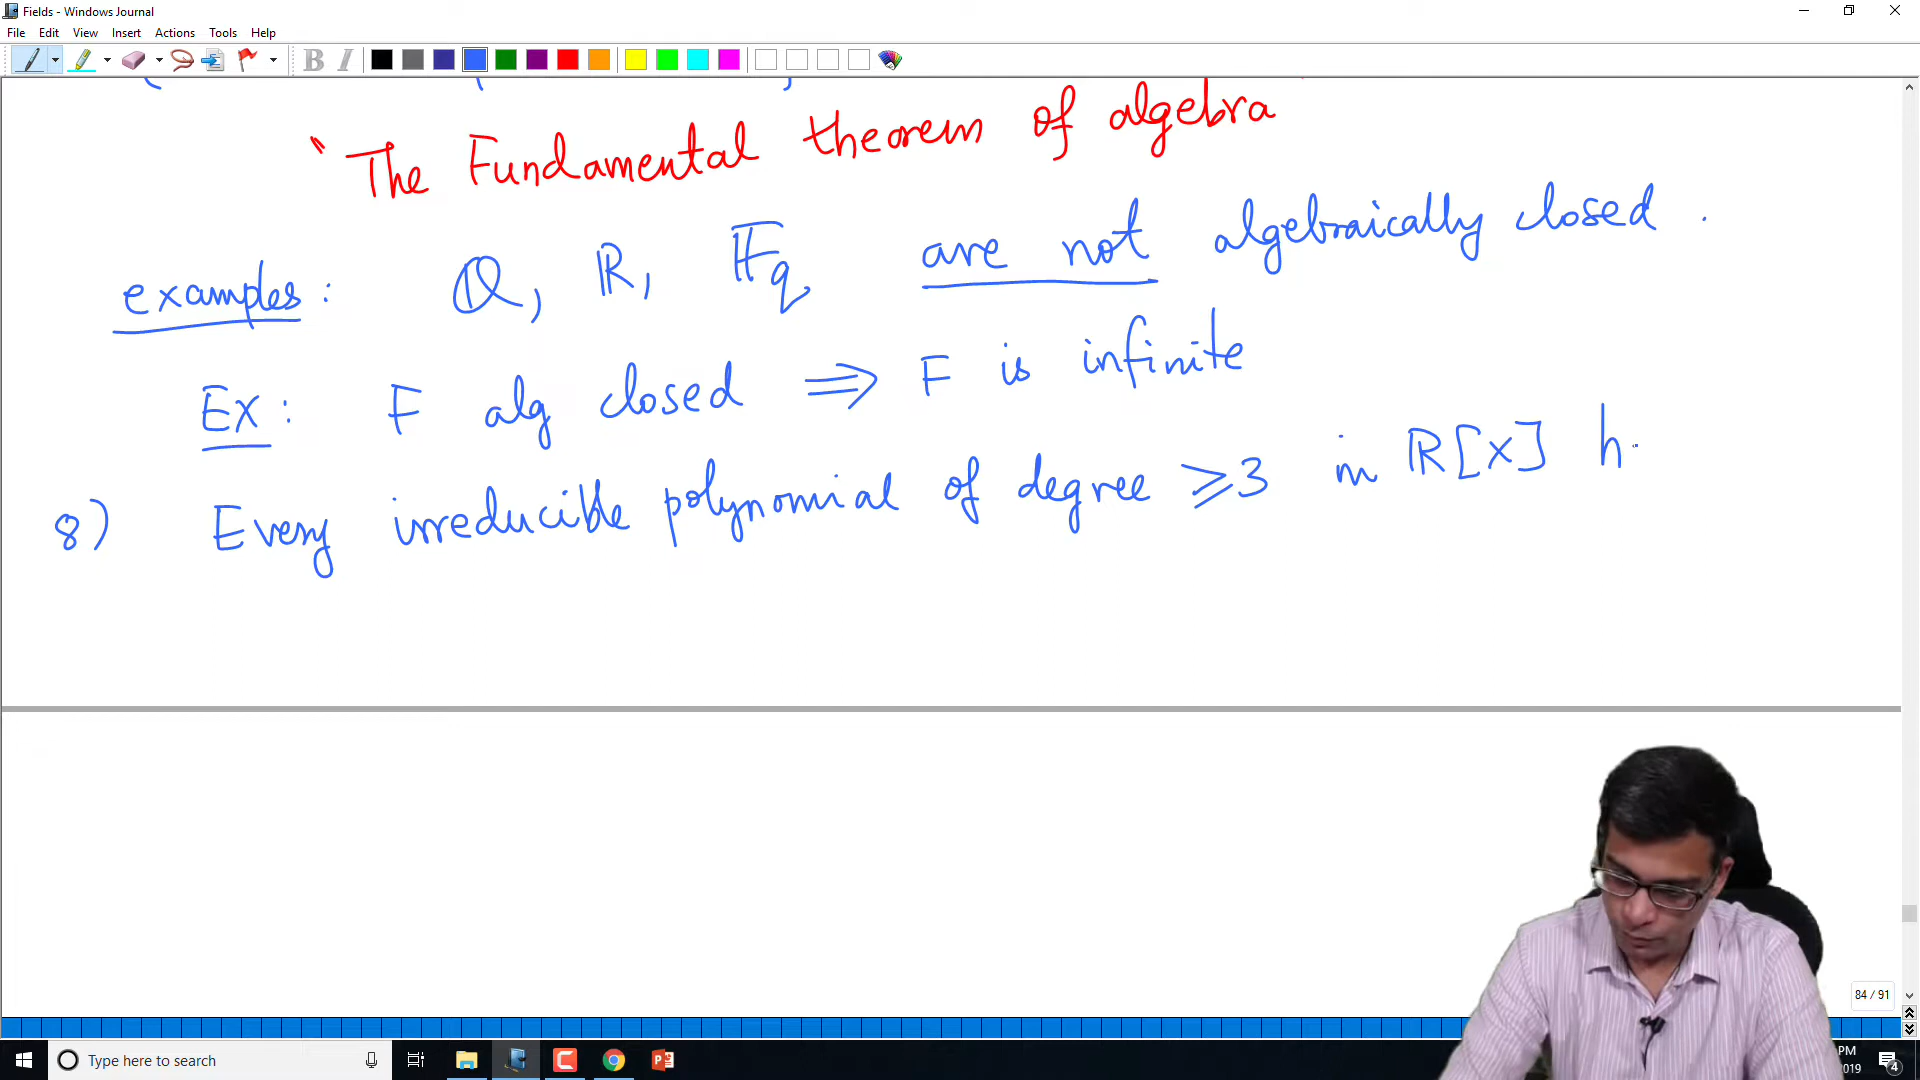 Fields - Windows Journal
File Edit View Insert Actions Tools Help
B I
"The Fundamental theorem of algebra
examples: ℚ, ℝ, 𝔽q are not algebraically closed.
Ex: F alg closed ⟹ F is infinite
8) Every irreducible polynomial of degree ≥3 in ℝ[x] h
84 / 91
Type here to search
PM
2019
4